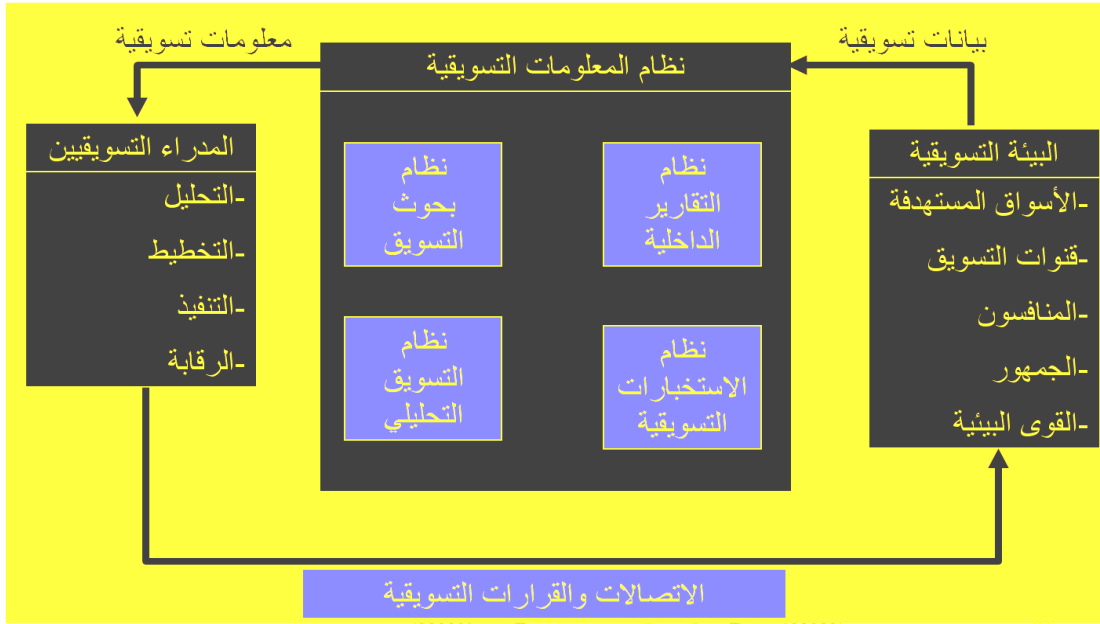 بيانات تسويقية
معلومات تسويقية
نظام المعلومات التسويقية
البيئة التسويقية
-الأسواق المستهدفة
-قنوات التسويق
-المنافسون
-الجمهور
-القوى البيئية
نظام
التقارير
الداخلية
نظام
بحوث
التسويق
نظام
الاستخبارات
التسويقية
نظام
التسويق
التحليلي
المدراء التسويقيين
-التحليل
-التخطيط
-التنفيذ
-الرقابة
الاتصالات والقرارات التسويقية